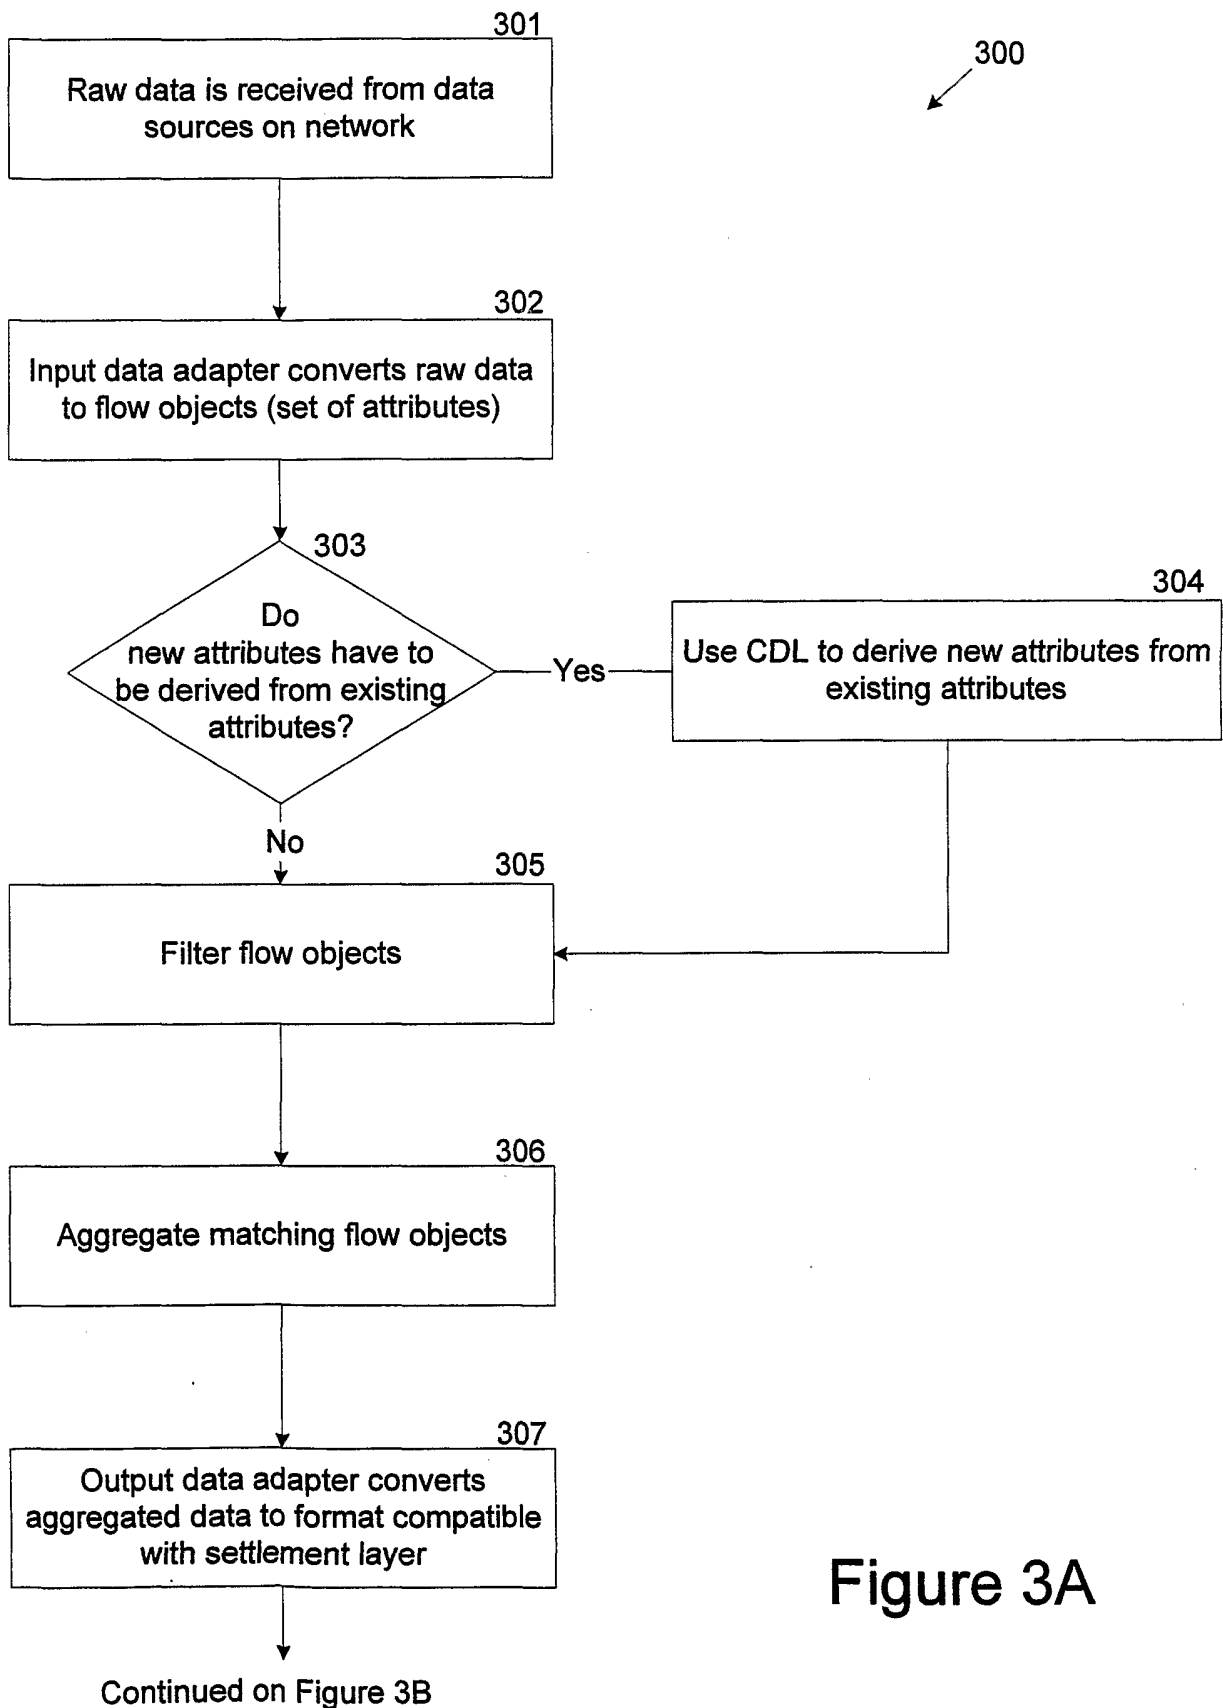 301
300
Raw data is received from data
sources on network
302
Input data adapter converts raw data
to flow objects (set of attributes)
303
Do
new attributes have to
be derived from existing
attributes?
Yes
304
Use CDL to derive new attributes from
existing attributes
No
305
Filter flow objects
306
Aggregate matching flow objects
307
Output data adapter converts
aggregated data to format compatible
with settlement layer
Figure 3A
Continued on Figure 3B